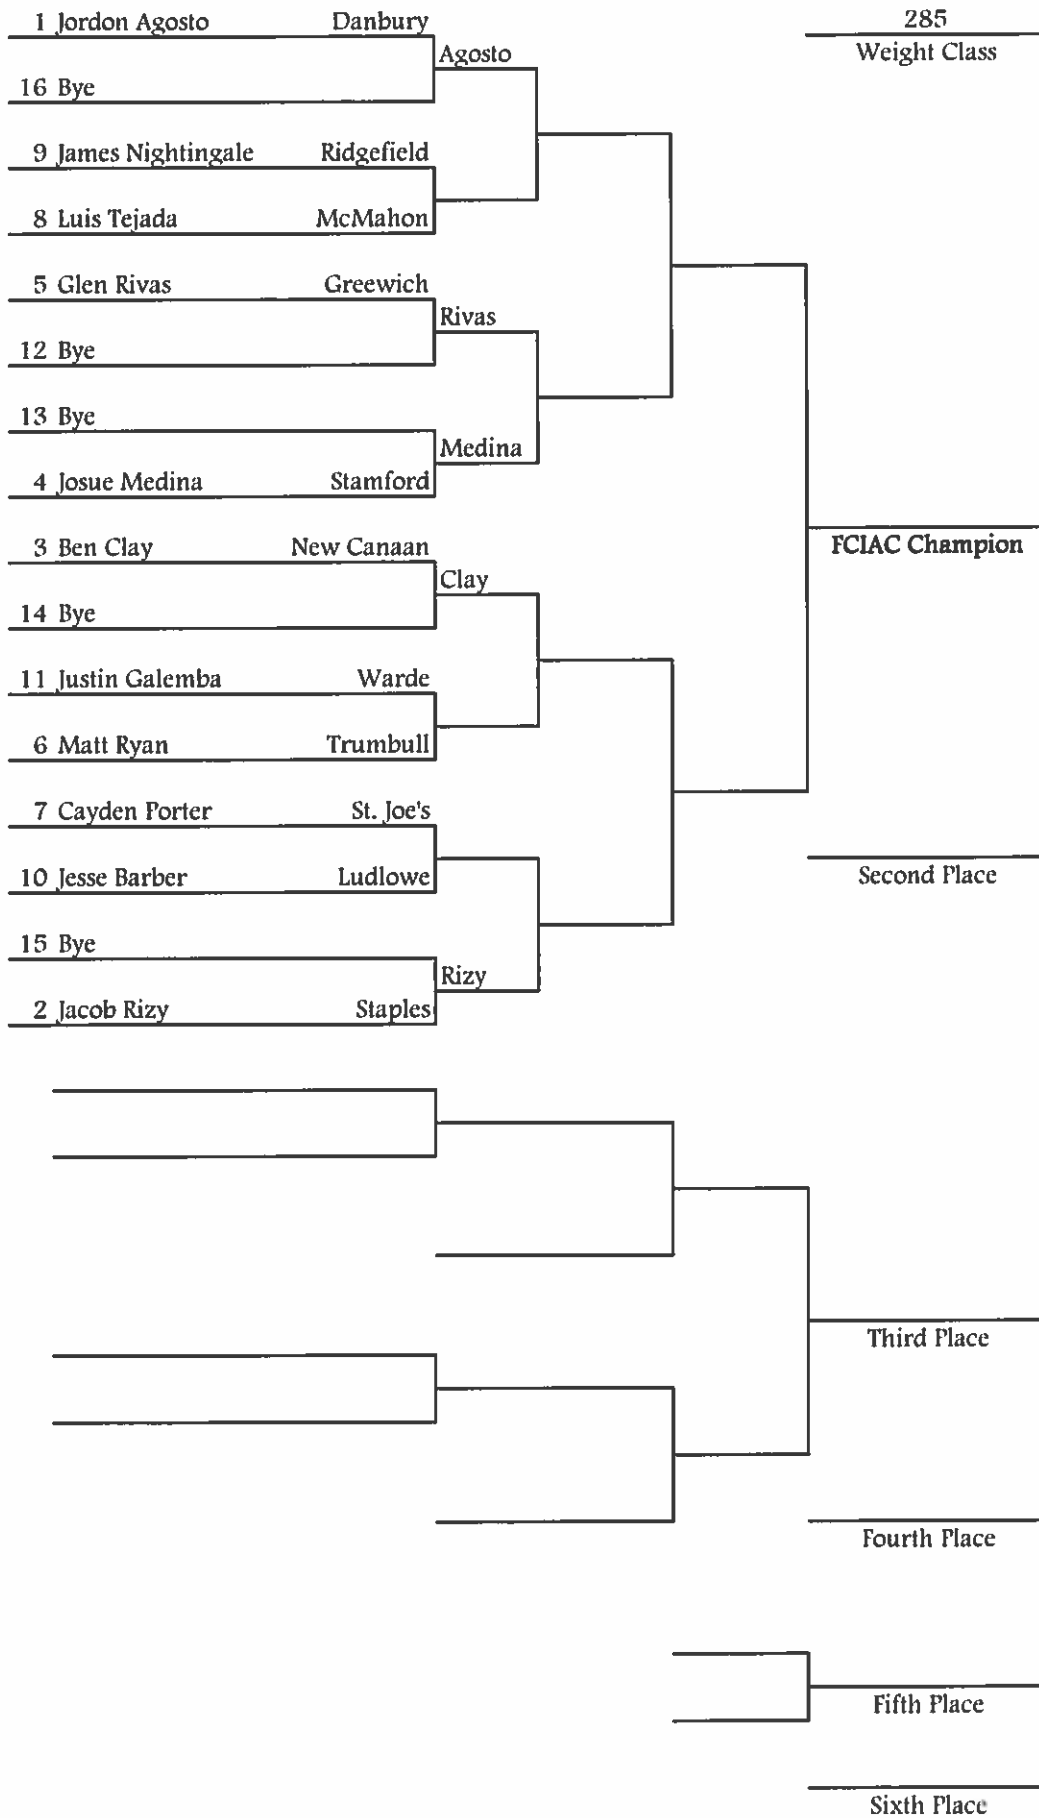 1 Jordon Agosto Danbury
285
Weight Class
Agosto
16 Bye
9 James Nightingale Ridgefield
8 Luis Tejada McMahon
5 Glen Rivas Greewich
Rivas
12 Bye
13 Bye
Medina
4 Josue Medina Stamford
3 Ben Clay New Canaan
FCIAC Champion
Clay
14 Bye
11 Justin Galemba Warde
6 Matt Ryan Trumbull
7 Cayden Porter St. Joe's
10 Jesse Barber Ludlowe
Second Place
15 Bye
Rizy
2 Jacob Rizy Staples
Third Place
Fourth Place
Fifth Place
Sixth Place